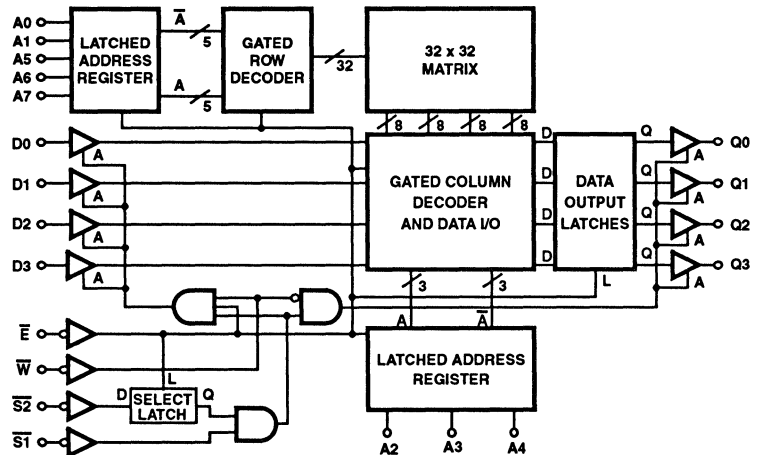 A0
A1
A5
A6
A7
LATCHED
ADDRESS
REGISTER
A̅
5
A
5
GATED
ROW
DECODER
32
32 x 32
MATRIX
8 8 8 8
D0
A
D1
A
D2
A
D3
A
GATED COLUMN
DECODER
AND DATA I/O
D
D
D
D
DATA
OUTPUT
LATCHES
L
Q
Q
Q
Q
A
Q0
A
Q1
A
Q2
A
Q3
3 3
A A̅
E̅
W̅
S̅2̅
S̅1̅
L
D
SELECT
LATCH
Q
LATCHED ADDRESS
REGISTER
A2 A3 A4